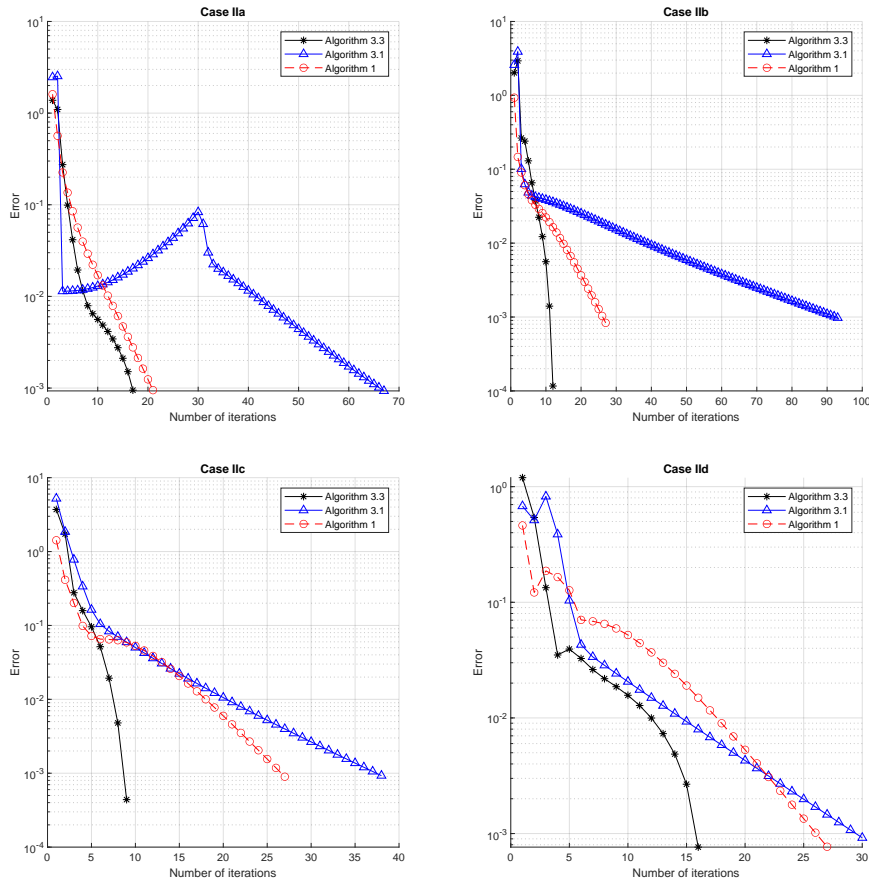 Case IIa
10^1
10^0
10^-1
10^-2
10^-3
Error
0 10 20 30 40 50 60 70
Number of iterations
Algorithm 3.3
Algorithm 3.1
Algorithm 1
Case IIb
10^1
10^0
10^-1
10^-2
10^-3
10^-4
Error
0 10 20 30 40 50 60 70 80 90 100
Number of iterations
Algorithm 3.3
Algorithm 3.1
Algorithm 1
Case IIc
10^1
10^0
10^-1
10^-2
10^-3
10^-4
Error
0 5 10 15 20 25 30 35 40
Number of iterations
Algorithm 3.3
Algorithm 3.1
Algorithm 1
Case IId
10^0
10^-1
10^-2
10^-3
Error
0 5 10 15 20 25 30
Number of iterations
Algorithm 3.3
Algorithm 3.1
Algorithm 1